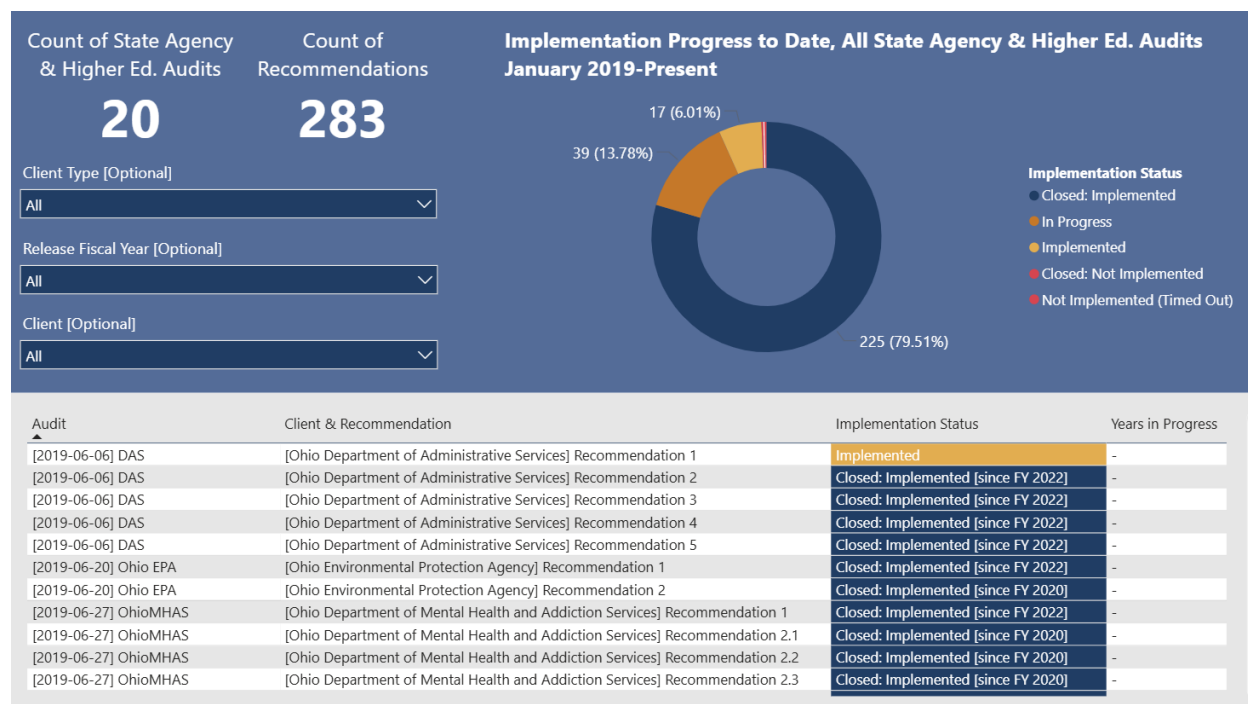 Count of State Agency
& Higher Ed. Audits
20
Count of
Recommendations
283
Client Type [Optional]
All
Release Fiscal Year [Optional]
All
Client [Optional]
All
Implementation Progress to Date, All State Agency & Higher Ed. Audits
January 2019-Present
17 (6.01%)
39 (13.78%)
225 (79.51%)
Implementation Status
Closed: Implemented
In Progress
Implemented
Closed: Not Implemented
Not Implemented (Timed Out)
Audit Client & Recommendation Implementation Status Years in Progress
[2019-06-06] DAS [Ohio Department of Administrative Services] Recommendation 1 Implemented -
[2019-06-06] DAS [Ohio Department of Administrative Services] Recommendation 2 Closed: Implemented [since FY 2022] -
[2019-06-06] DAS [Ohio Department of Administrative Services] Recommendation 3 Closed: Implemented [since FY 2022] -
[2019-06-06] DAS [Ohio Department of Administrative Services] Recommendation 4 Closed: Implemented [since FY 2022] -
[2019-06-06] DAS [Ohio Department of Administrative Services] Recommendation 5 Closed: Implemented [since FY 2022] -
[2019-06-20] Ohio EPA [Ohio Environmental Protection Agency] Recommendation 1 Closed: Implemented [since FY 2022] -
[2019-06-20] Ohio EPA [Ohio Environmental Protection Agency] Recommendation 2 Closed: Implemented [since FY 2020] -
[2019-06-27] OhioMHAS [Ohio Department of Mental Health and Addiction Services] Recommendation 1 Closed: Implemented [since FY 2022] -
[2019-06-27] OhioMHAS [Ohio Department of Mental Health and Addiction Services] Recommendation 2.1 Closed: Implemented [since FY 2020] -
[2019-06-27] OhioMHAS [Ohio Department of Mental Health and Addiction Services] Recommendation 2.2 Closed: Implemented [since FY 2020] -
[2019-06-27] OhioMHAS [Ohio Department of Mental Health and Addiction Services] Recommendation 2.3 Closed: Implemented [since FY 2020] -